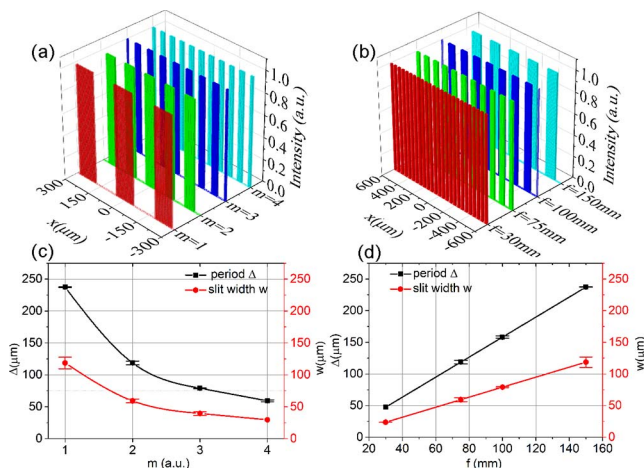 (a)
1.0
0.8
0.6
0.4
0.2
0.0
Intensity (a.u.)
300
150
0
-150
-300
x(μm)
m=1
m=2
m=3
m=4
(b)
1.0
0.8
0.6
0.4
0.2
0.0
Intensity (a.u.)
600
400
200
0
-200
-400
-600
x(μm)
f=30mm
f=75mm
f=100mm
f=150mm
(c)
period Δ
slit width w
250
200
150
100
50
0
Δ(μm)
250
200
150
100
50
0
w(μm)
1 2 3 4
m (a.u.)
(d)
period Δ
slit width w
250
200
150
100
50
0
Δ(μm)
250
200
150
100
50
0
w(μm)
20 40 60 80 100 120 140 160
f (mm)